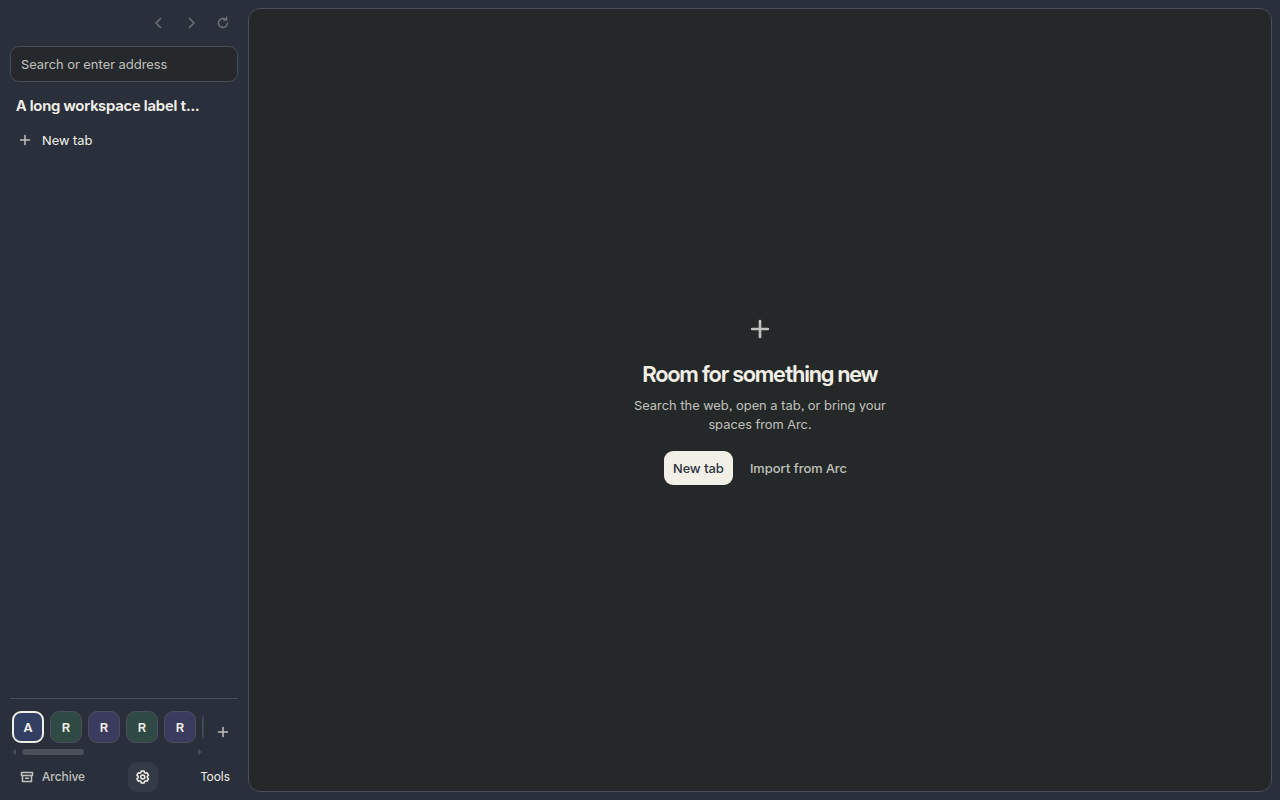 Search or enter address
A long workspace label t...
New tab
Room for something new
Search the web, open a tab, or bring your
spaces from Arc.
New tab Import from Arc
A R R R R
Archive Tools